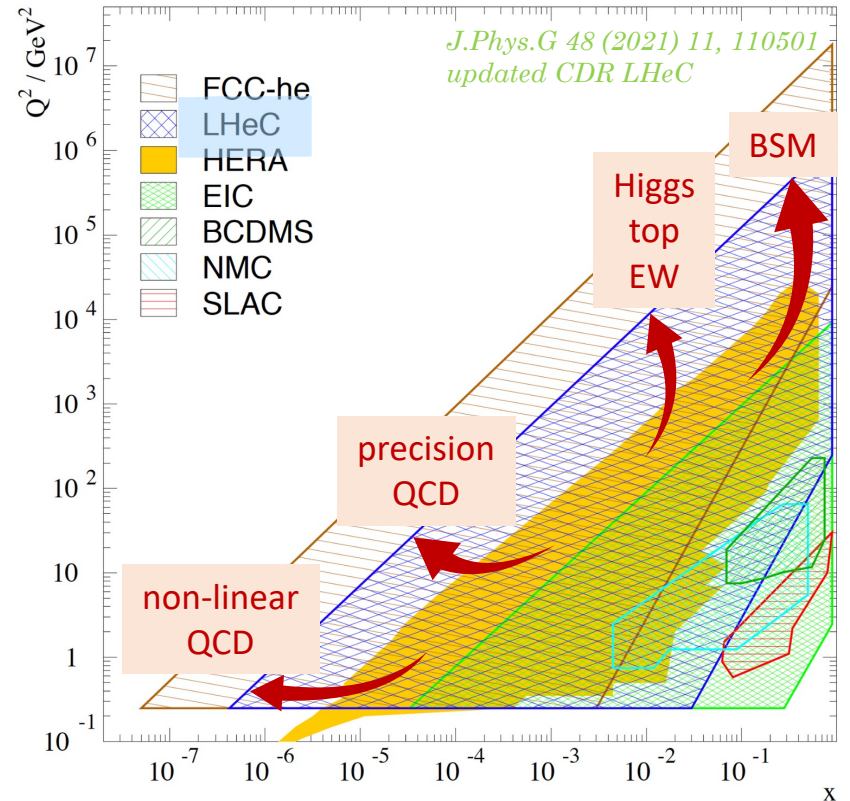 J.Phys.G 48 (2021) 11, 110501
updated CDR LHeC
Q² / GeV²
10⁷
10⁶
10⁵
10⁴
10³
10²
10
1
10⁻¹
FCC-he
LHeC
HERA
EIC
BCDMS
NMC
SLAC
BSM
Higgs
top
EW
precision
QCD
non-linear
QCD
10⁻⁷ 10⁻⁶ 10⁻⁵ 10⁻⁴ 10⁻³ 10⁻² 10⁻¹
x